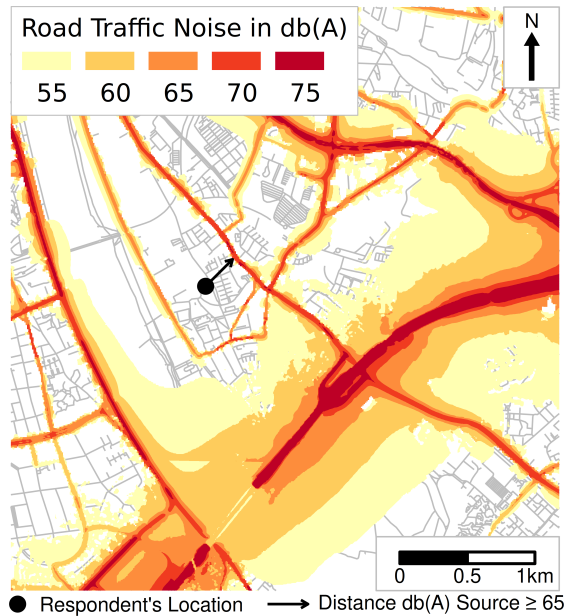 Road Traffic Noise in db(A)
55 60 65 70 75
N
0 0.5 1km
Respondent's Location Distance db(A) Source ≥ 65